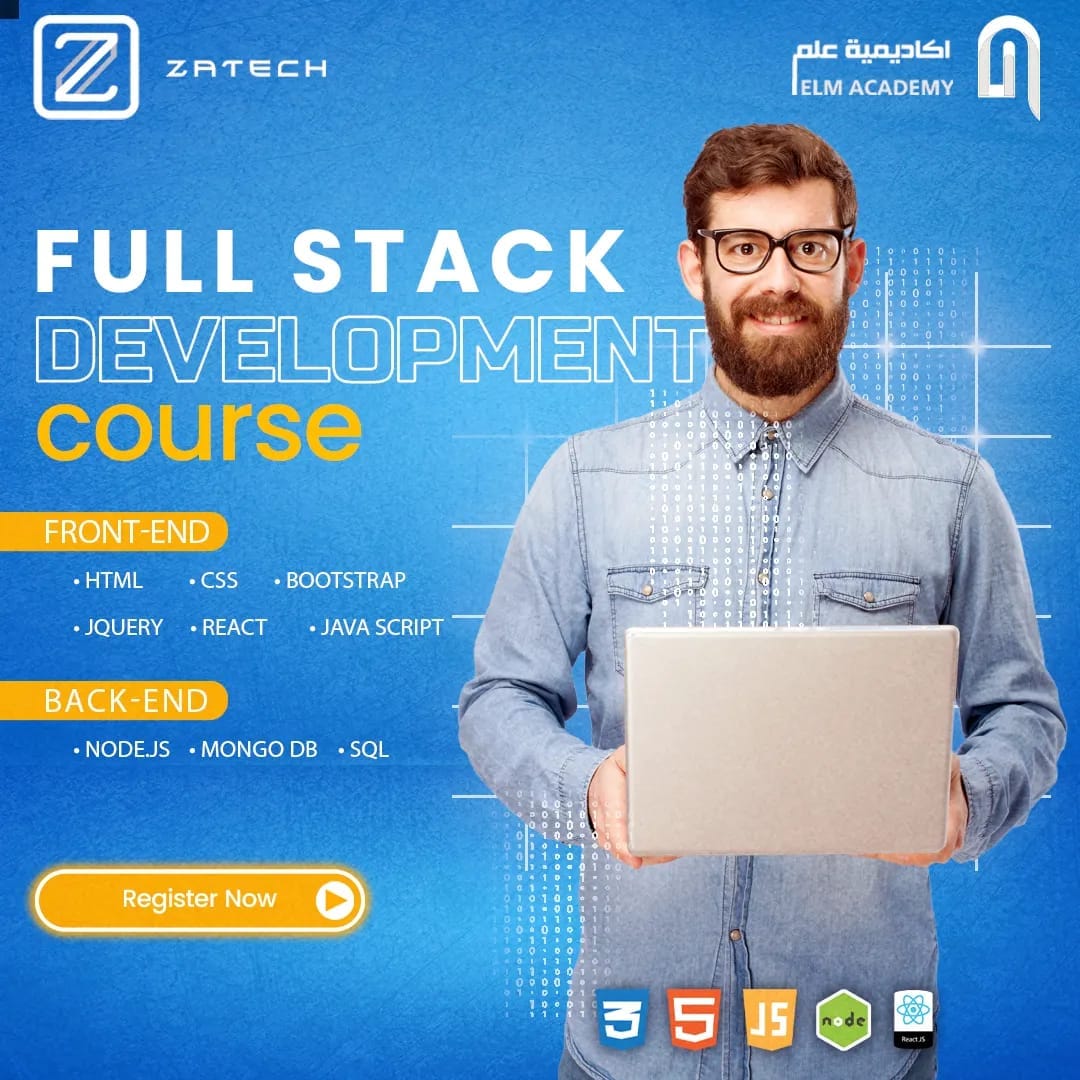 ZATECH
اكاديمية علم
ELM ACADEMY
FULL STACK
DEVELOPMENT
course
FRONT-END
• HTML • CSS • BOOTSTRAP
• JQUERY • REACT • JAVA SCRIPT
BACK-END
• NODE.JS • MONGO DB • SQL
Register Now
3 5 JS node
React JS